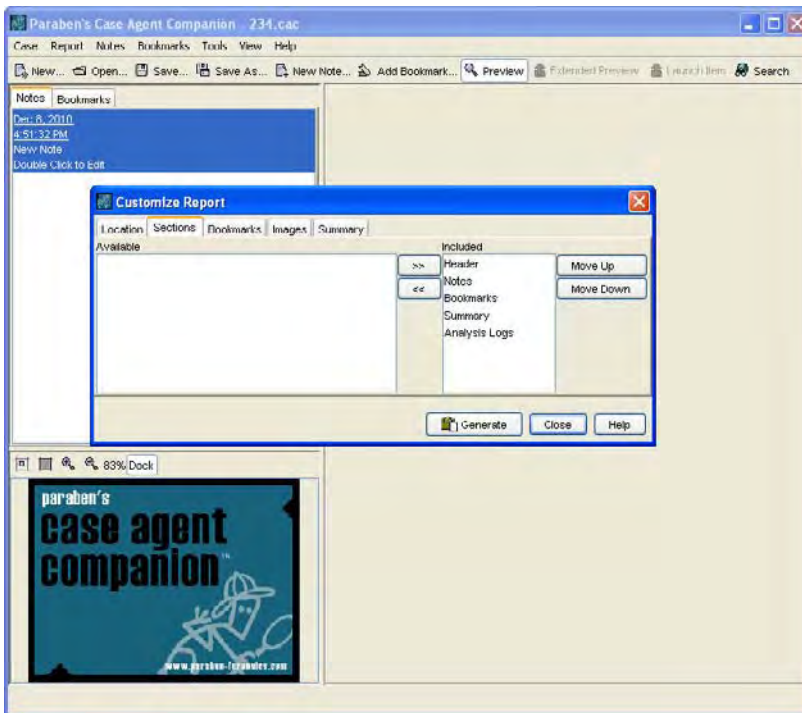 Paraben's Case Agent Companion 234.cac
Case Report Notes Bookmarks Tools View Help
New... Open... Save... Save As... New Note... Add Bookmark... Preview Extended Preview Launch Item Search
Notes Bookmarks
Dec 8, 2010
4:51:32 PM
New Note
Double Click to Edit
Customize Report
Location Sections Bookmarks Images Summary
Available Included
>> Header Move Up
<< Notes Move Down
Bookmarks
Summary
Analysis Logs
Generate Close Help
83% Dock
paraben's
case agent
companion™